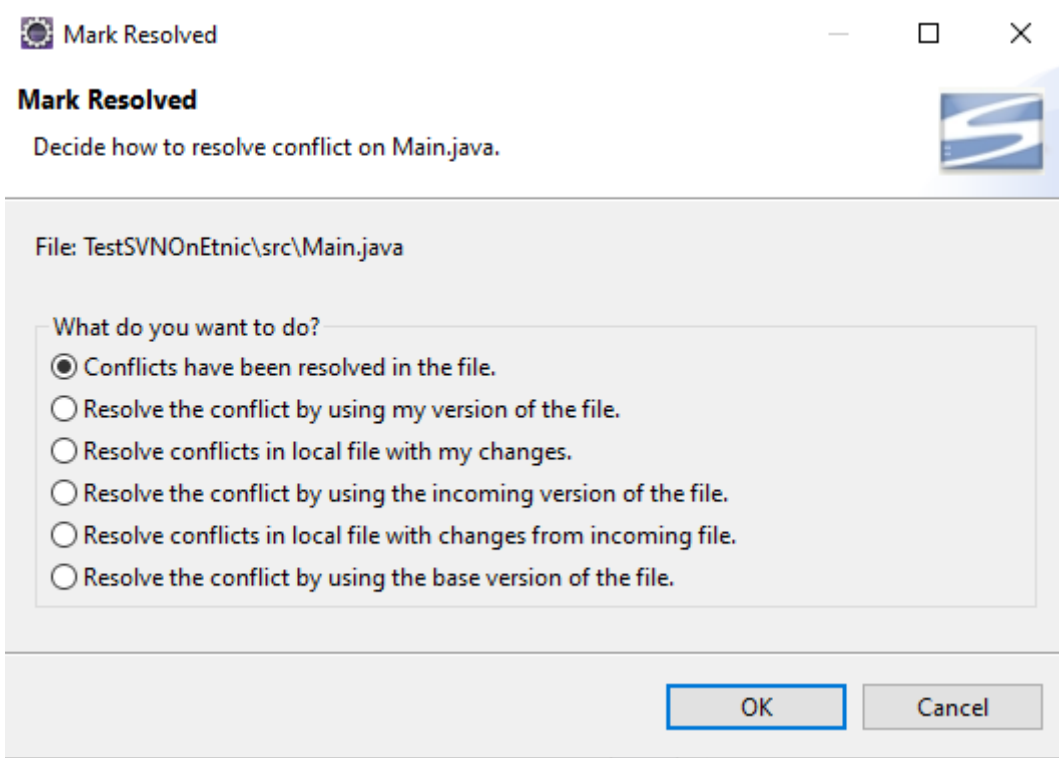 Mark Resolved
Mark Resolved
Decide how to resolve conflict on Main.java.
File: TestSVNOnEtnic\src\Main.java
What do you want to do?
Conflicts have been resolved in the file.
Resolve the conflict by using my version of the file.
Resolve conflicts in local file with my changes.
Resolve the conflict by using the incoming version of the file.
Resolve conflicts in local file with changes from incoming file.
Resolve the conflict by using the base version of the file.
OK
Cancel